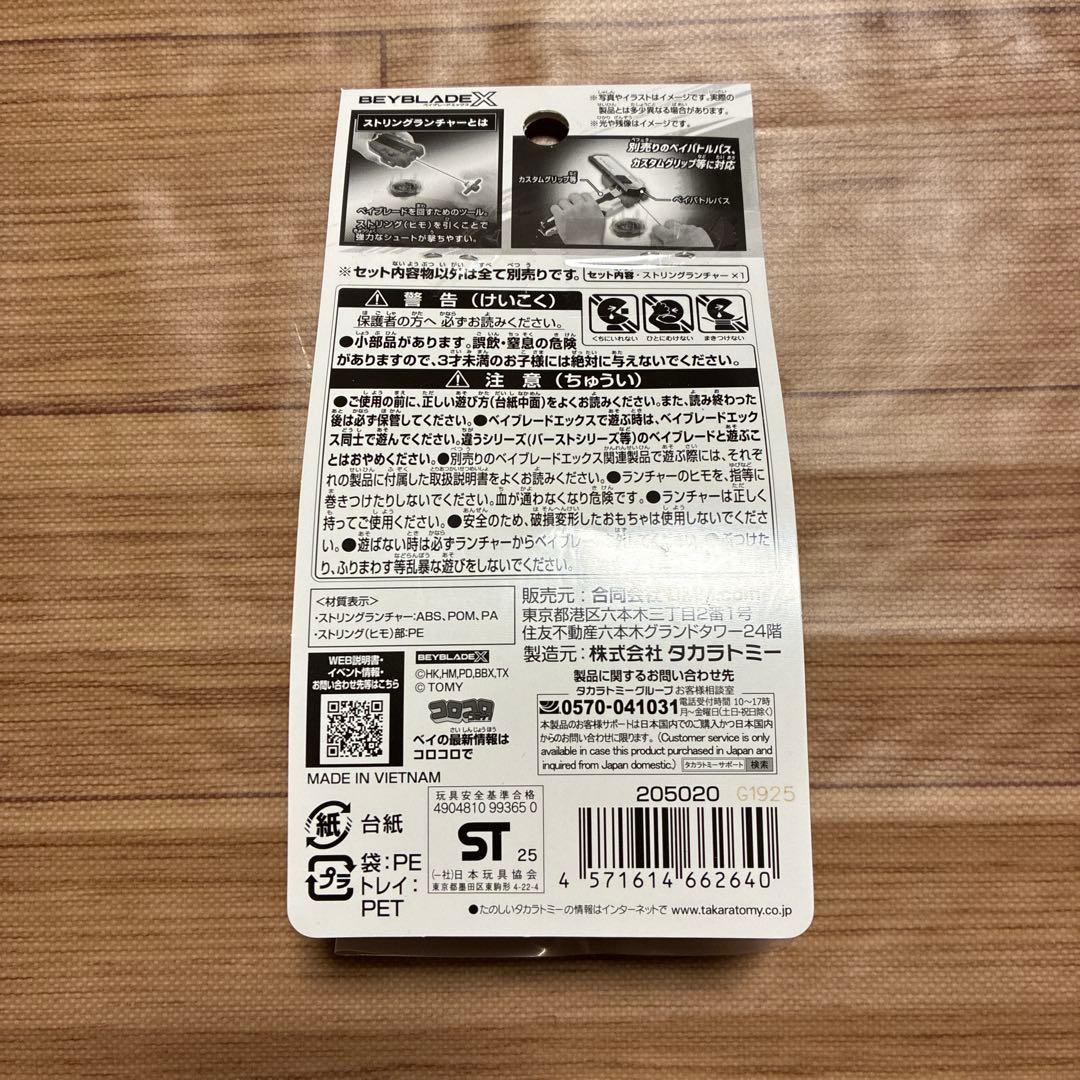 BEYBLADE X
ベイブレードエックス
ストリングランチャーとは
ベイブレードを回すためのツール。
ストリング(ヒモ)を引くことで
強力なシュートが撃ちやすい。
※写真やイラストはイメージです。実際の
製品とは多少異なる場合があります。
※光や残像はイメージです。
別売りのベイバトルパス、
カスタムグリップ等に対応
カスタムグリップ等
ベイバトルパス
※セット内容物以外は全て別売りです。
セット内容・ストリングランチャー×1
⚠ 警告(けいこく)
保護者の方へ 必ずお読みください。
●小部品があります。誤飲・窒息の危険
がありますので、3才未満のお子様には絶対に与えないでください。
くちにいれない ひとにむけない まきつけない
⚠ 注意(ちゅうい)
●ご使用の前に、正しい遊び方(台紙中面)をよくお読みください。また、読み終わった
後は必ず保管してください。●ベイブレードエックスで遊ぶ時は、ベイブレードエック
ス同士で遊んでください。違うシリーズ(バーストシリーズ等)のベイブレードと遊ぶこ
とはおやめください。●別売りのベイブレードエックス関連製品で遊ぶ際には、それぞ
れの製品に付属した取扱説明書をよくお読みください。●ランチャーのヒモを、指等に
巻きつけたりしないでください。血が通わなくなり危険です。●ランチャーは正しく
持ってご使用ください。●安全のため、破損変形したおもちゃは使用しないでくださ
い。●遊ばない時は必ずランチャーからベイブレー ください。●ぶつけた
り、ふりまわす等乱暴な遊びをしないでください。
<材質表示>
・ストリングランチャー:ABS、POM、PA
・ストリング(ヒモ)部:PE
販売元:合同会社
東京都港区六本木三丁目2番1号
住友不動産六本木グランドタワー24階
製造元:株式会社 タカラトミー
WEB説明書・
イベント情報・
お問い合わせ先等はこちら
BEYBLADE X
©HK,HM,PD,BBX,TX
© TOMY
コロコロ
ベイの最新情報は
コロコロで
製品に関するお問い合わせ先
タカラトミーグループお客様相談室
0570-041031 電話受付時間 10〜17時
月〜金曜日(土日・祝日除く)
本製品のお客様サポートは日本国内でのご購入かつ日本国内
からのお問い合わせに限ります。(Customer service is only
available in case this product purchased in Japan and
inquired from Japan domestic.) タカラトミーサポート 検索
MADE IN VIETNAM
紙 台紙
プラ 袋:PE
トレイ:
PET
玩具安全基準合格
4904810 99365 0
ST 25
(一社)日本玩具協会
東京都墨田区東駒形 4-22-4
205020 G1925
4 571614 662640
●たのしいタカラトミーの情報はインターネットで www.takaratomy.co.jp